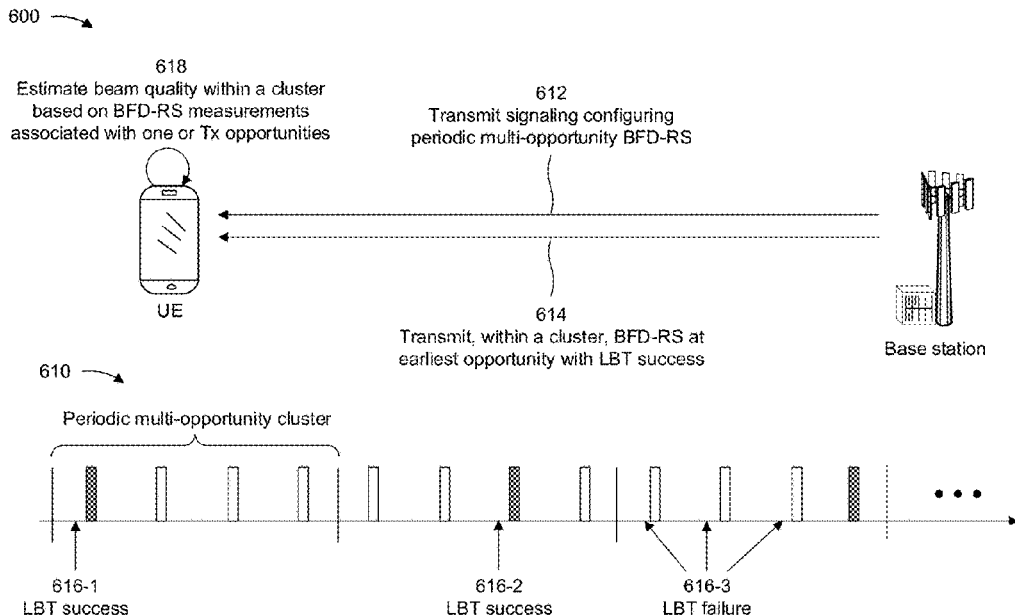 600
618
Estimate beam quality within a cluster
based on BFD-RS measurements
associated with one or Tx opportunities
612
Transmit signaling configuring
periodic multi-opportunity BFD-RS
UE
614
Transmit, within a cluster, BFD-RS at
earliest opportunity with LBT success
Base station
610
Periodic multi-opportunity cluster
616-1
LBT success
616-2
LBT success
616-3
LBT failure